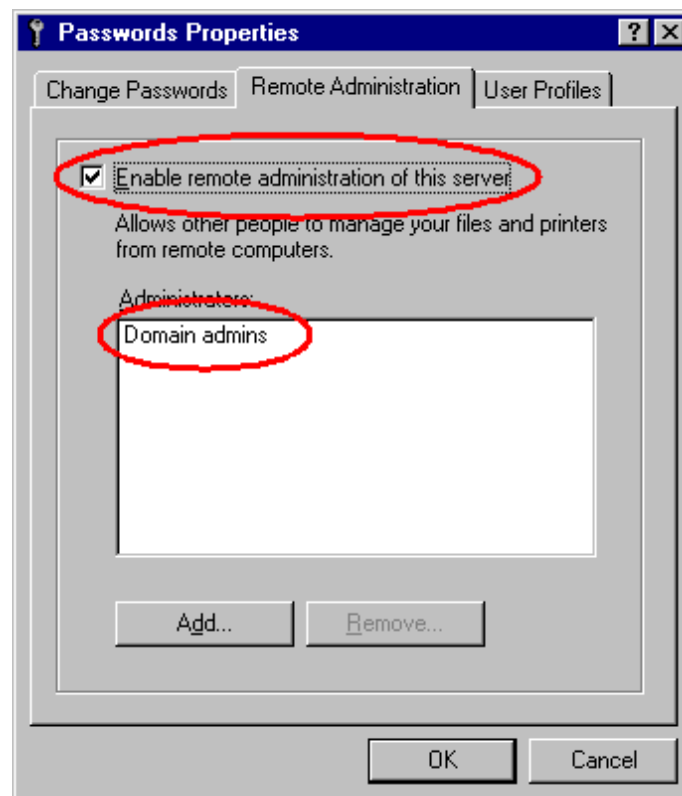 Passwords Properties
Change Passwords Remote Administration User Profiles
Enable remote administration of this server
Allows other people to manage your files and printers
from remote computers.
Administrators:
Domain admins
Add... Remove...
OK Cancel